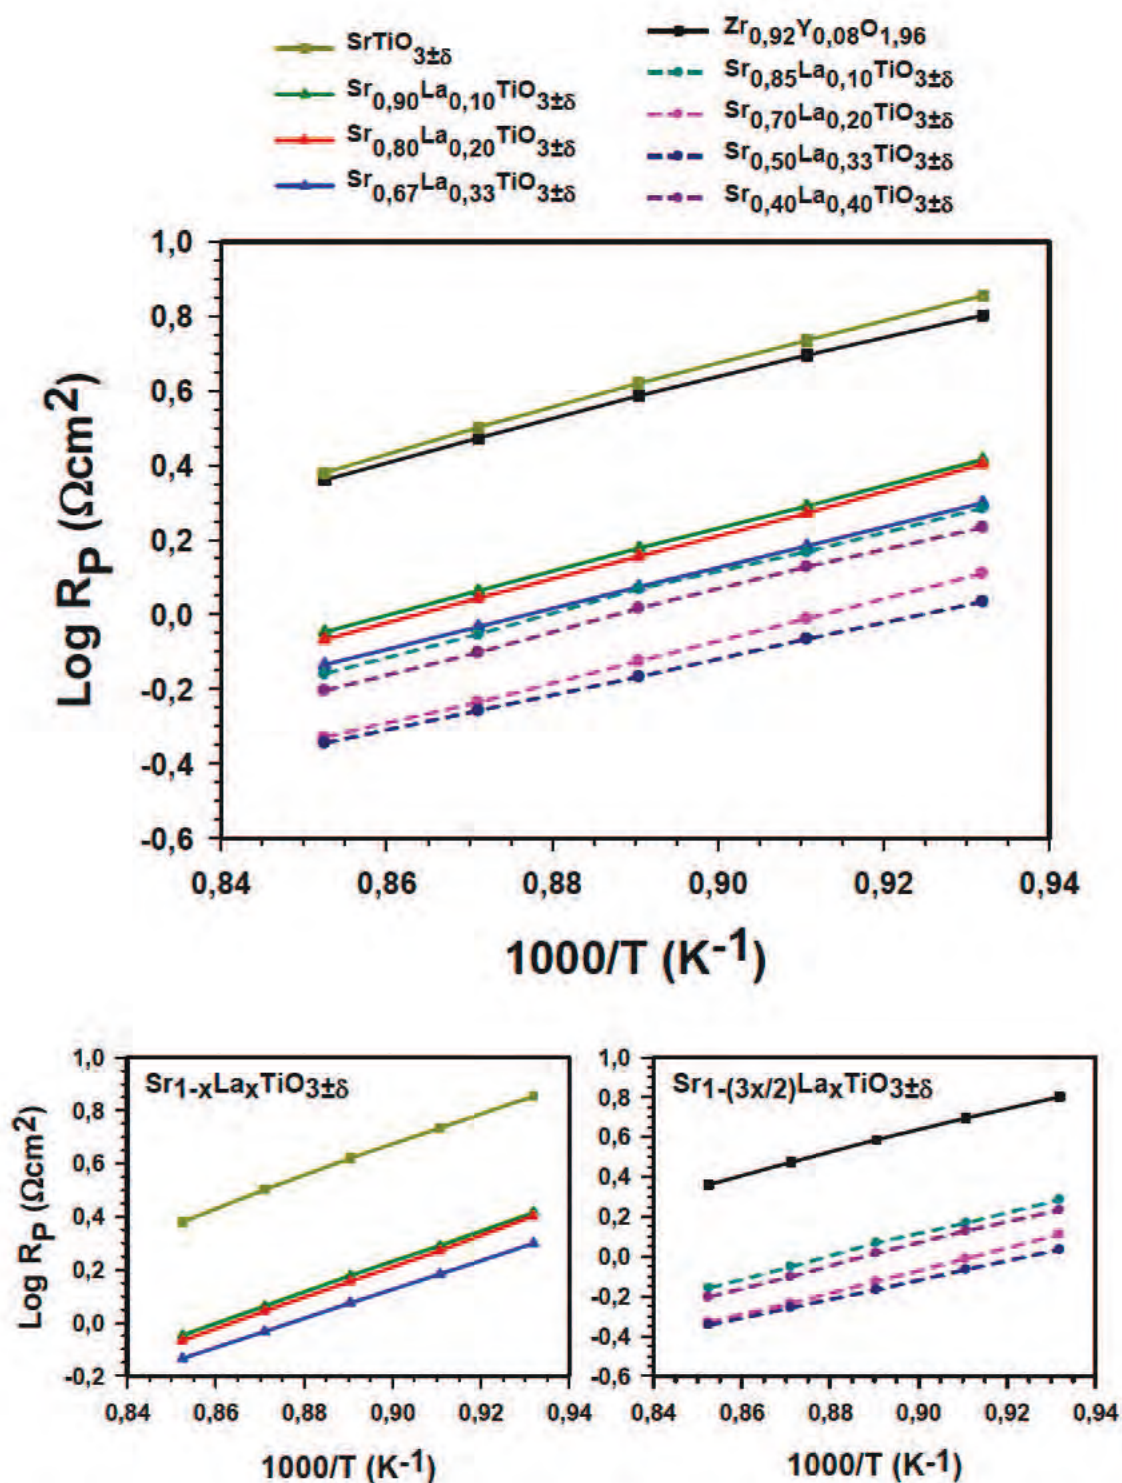 SrTiO3±δ
Sr0,90La0,10TiO3±δ
Sr0,80La0,20TiO3±δ
Sr0,67La0,33TiO3±δ
Zr0,92Y0,08O1,96
Sr0,85La0,10TiO3±δ
Sr0,70La0,20TiO3±δ
Sr0,50La0,33TiO3±δ
Sr0,40La0,40TiO3±δ
Log RP (Ωcm2)
1,0
0,8
0,6
0,4
0,2
0,0
-0,2
-0,4
-0,6
0,84 0,86 0,88 0,90 0,92 0,94
1000/T (K-1)
Sr1-xLaxTiO3±δ
Log RP (Ωcm2)
1,0
0,8
0,6
0,4
0,2
0,0
-0,2
0,84 0,86 0,88 0,90 0,92 0,94
1000/T (K-1)
Sr1-(3x/2)LaxTiO3±δ
1,0
0,8
0,6
0,4
0,2
0,0
-0,2
-0,4
-0,6
0,84 0,86 0,88 0,90 0,92 0,94
1000/T (K-1)